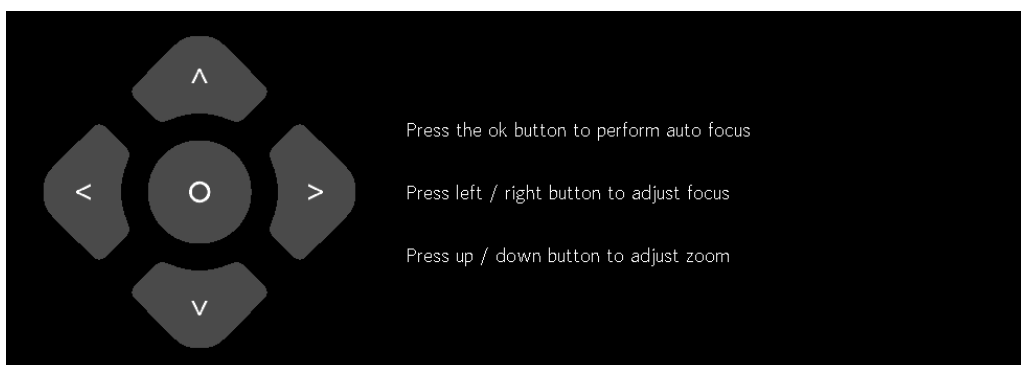 Press the ok button to perform auto focus
Press left / right button to adjust focus
Press up / down button to adjust zoom